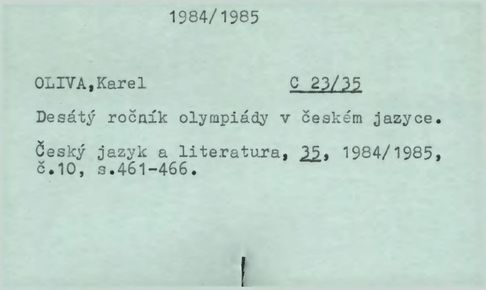 1984/1985
OLIVA,Karel C 23/35
Desátý ročník olympiády v českém jazyce.
Český jazyk a literatura, 35, 1984/1985,
č.10, s.461-466.